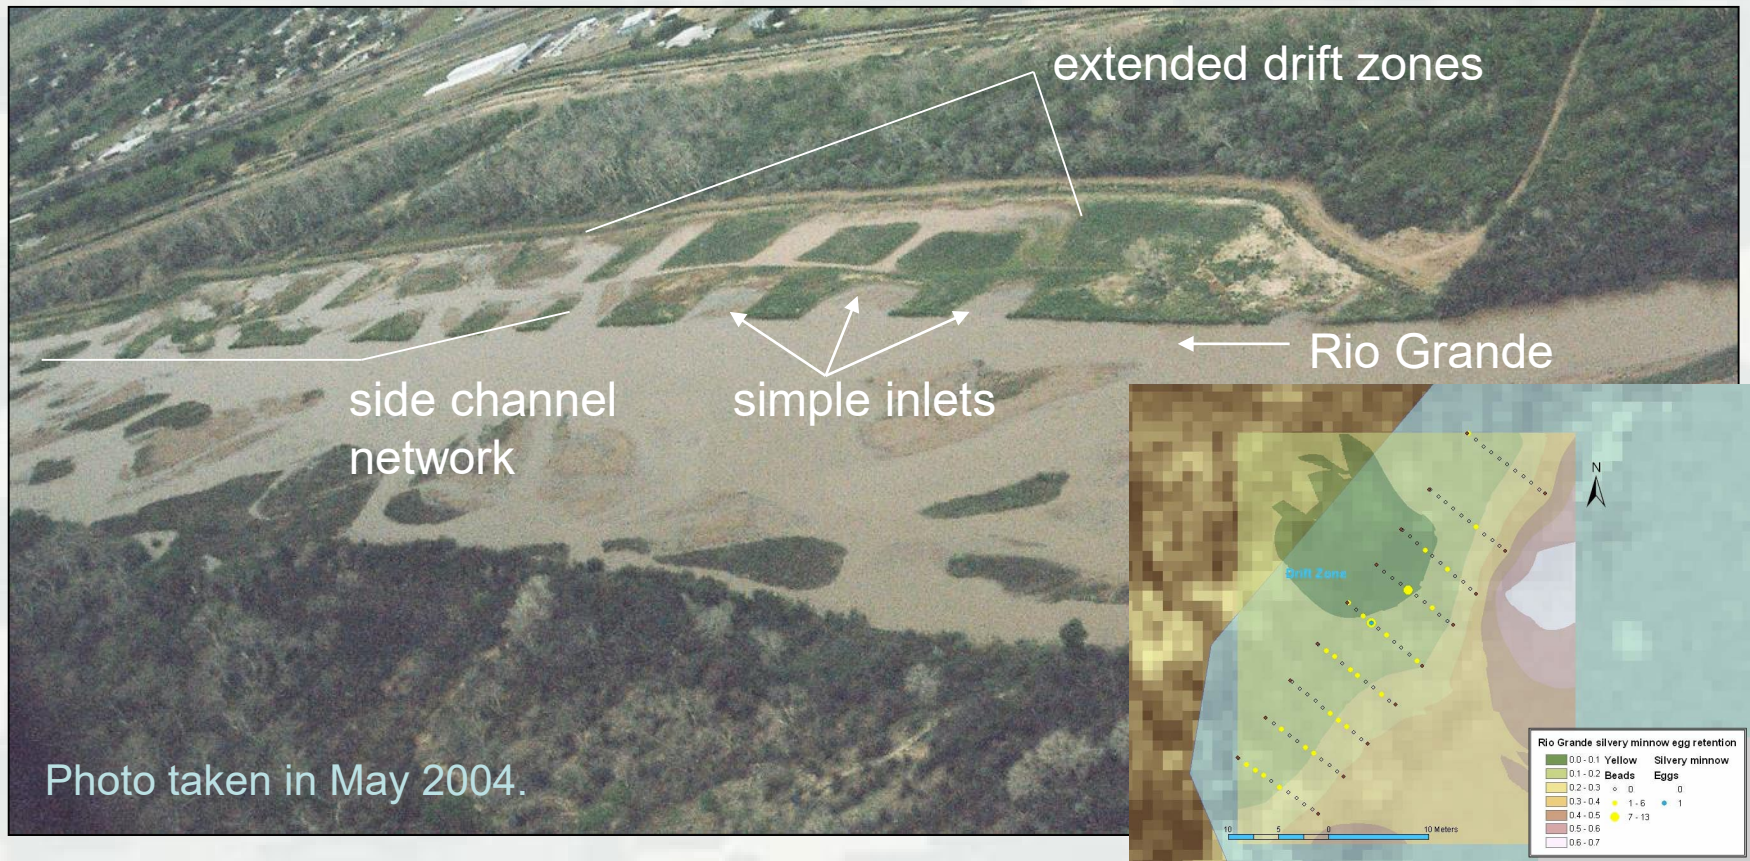 extended drift zones
Rio Grande
side channel
network
simple inlets
Photo taken in May 2004.
N
Drift Zone
10 5 0 10 Meters
Rio Grande silvery minnow egg retention
0.0 - 0.1
0.1 - 0.2
0.2 - 0.3
0.3 - 0.4
0.4 - 0.5
0.5 - 0.6
0.6 - 0.7
Yellow
Beads
0
1 - 6
7 - 13
Silvery minnow
Eggs
0
1